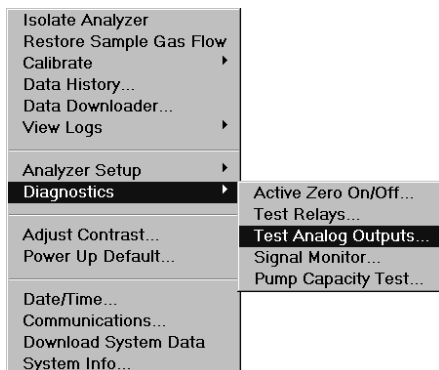 Isolate Analyzer
Restore Sample Gas Flow
Calibrate
Data History...
Data Downloader...
View Logs
Analyzer Setup
Diagnostics
Active Zero On/Off...
Test Relays...
Test Analog Outputs...
Signal Monitor...
Pump Capacity Test...
Adjust Contrast...
Power Up Default...
Date/Time...
Communications...
Download System Data
System Info...